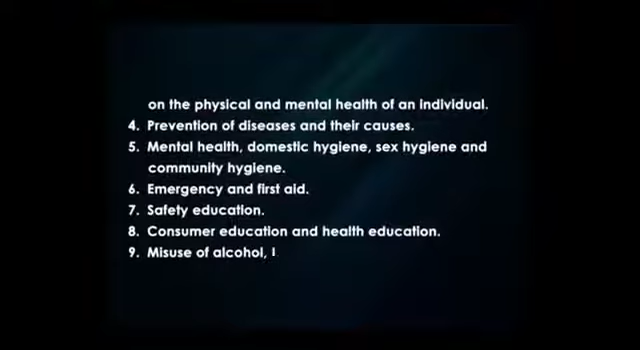 on the physical and mental health of an individual.
4. Prevention of diseases and their causes.
5. Mental health, domestic hygiene, sex hygiene and
community hygiene.
6. Emergency and first aid.
7. Safety education.
8. Consumer education and health education.
9. Misuse of alcohol,